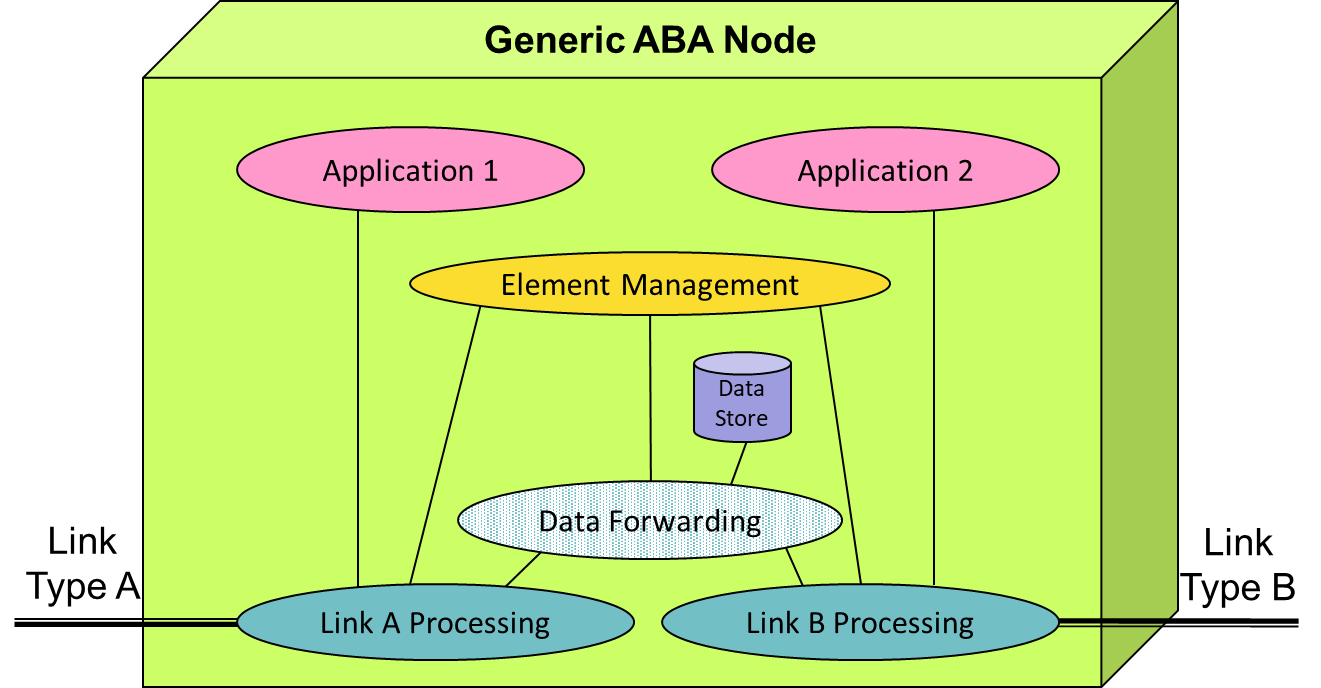 Generic ABA Node
Application 1
Application 2
Element Management
Data
Store
Data Forwarding
Link
Type A
Link
Type B
Link A Processing
Link B Processing